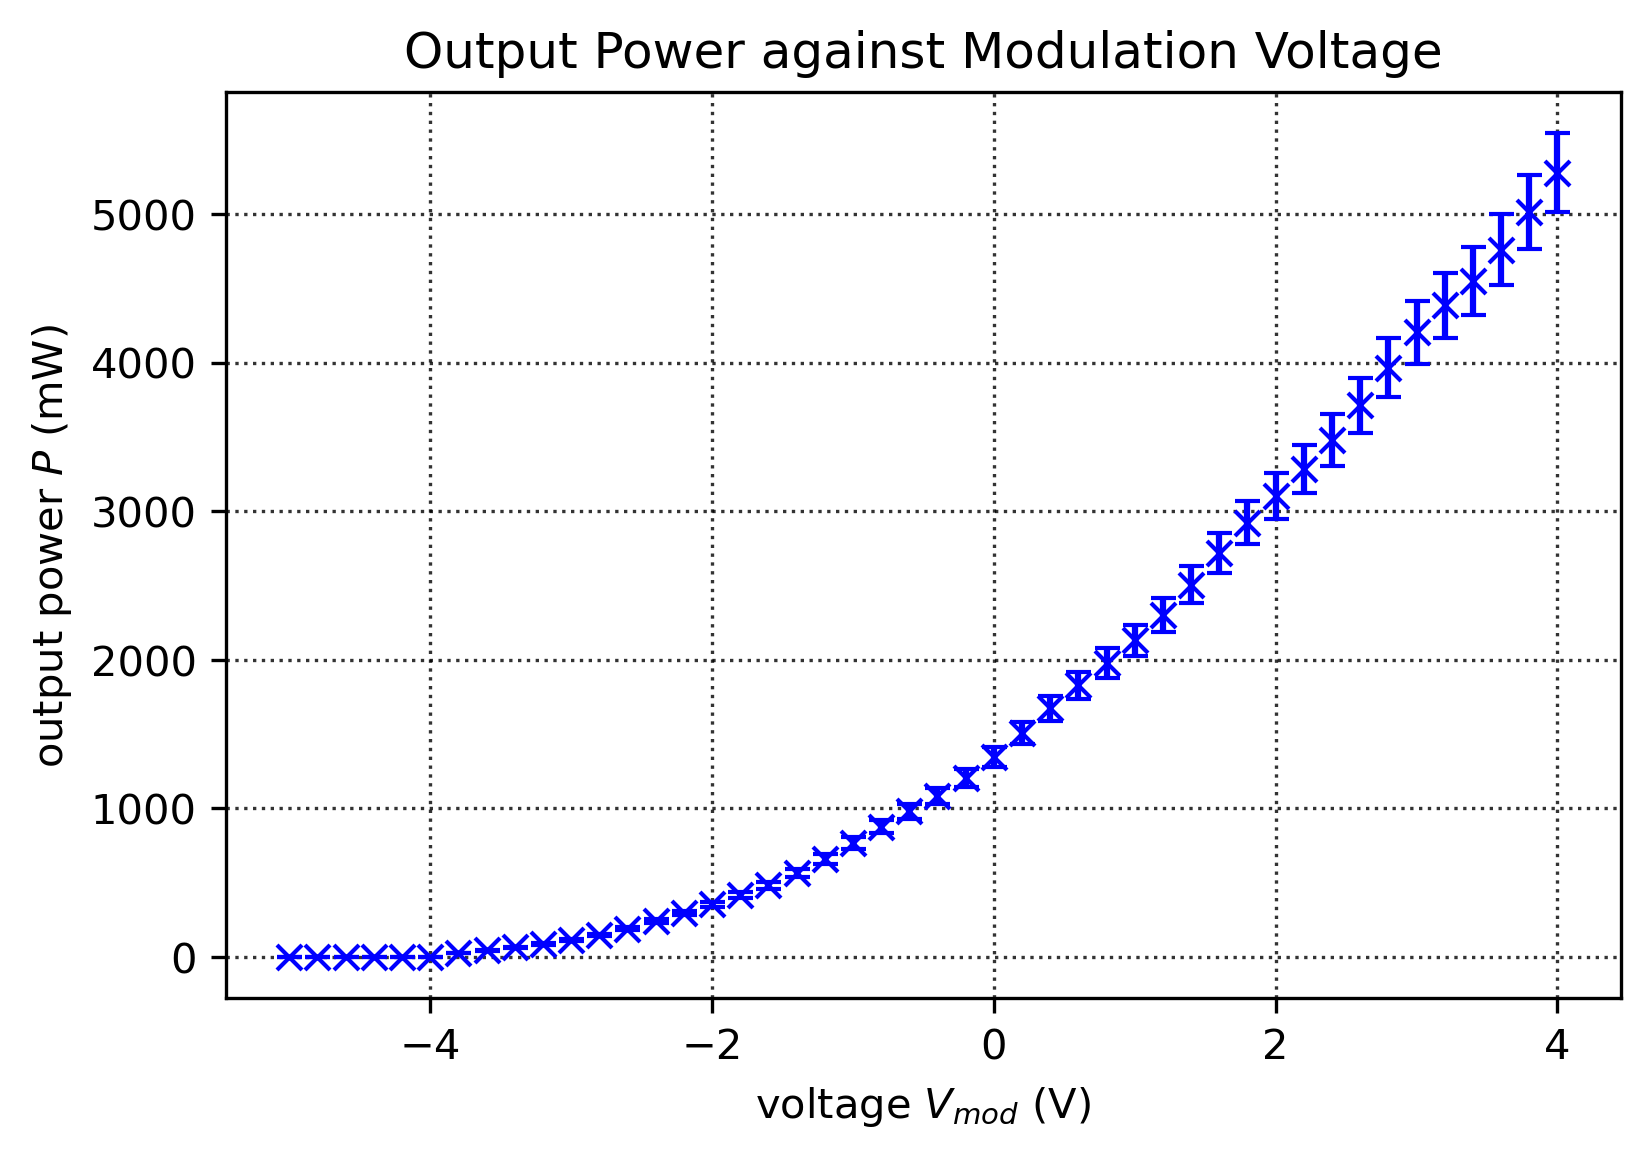 Output Power against Modulation Voltage
5000
4000
3000
2000
1000
0
output power P (mW)
−4 −2 0 2 4
voltage V_mod (V)